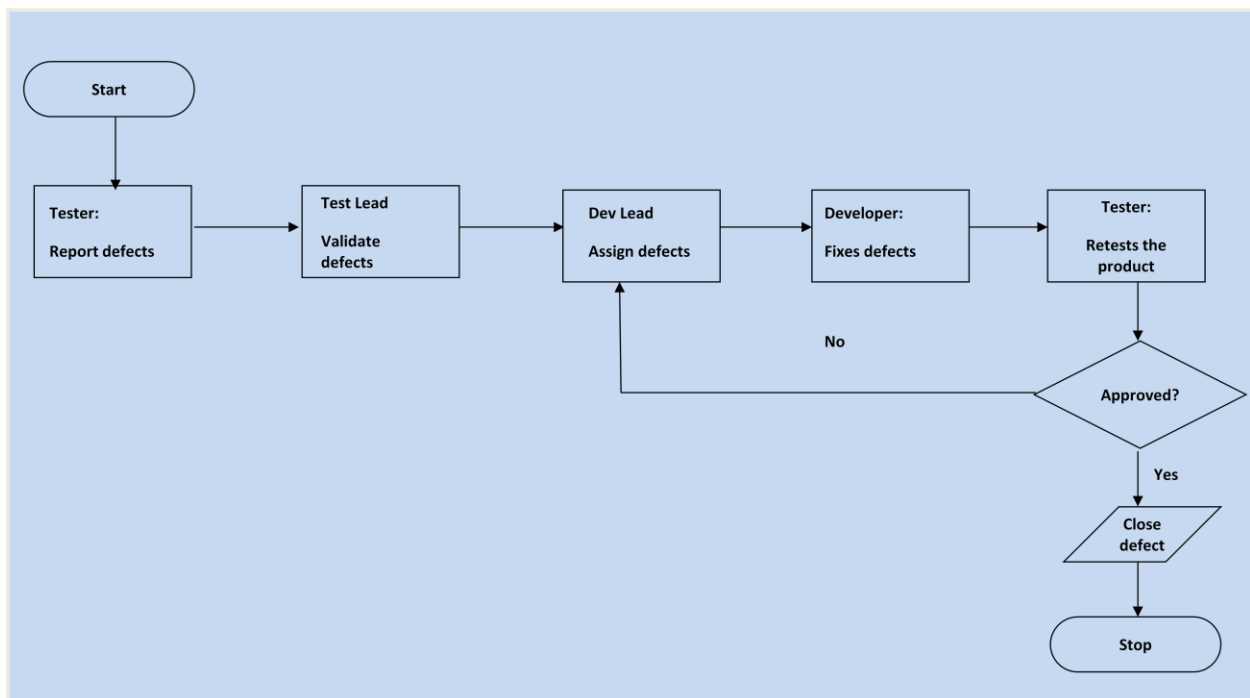 Start
Tester:
Report defects
Test Lead
Validate
defects
Dev Lead
Assign defects
Developer:
Fixes defects
Tester:
Retests the
product
No
Approved?
Yes
Close
defect
Stop